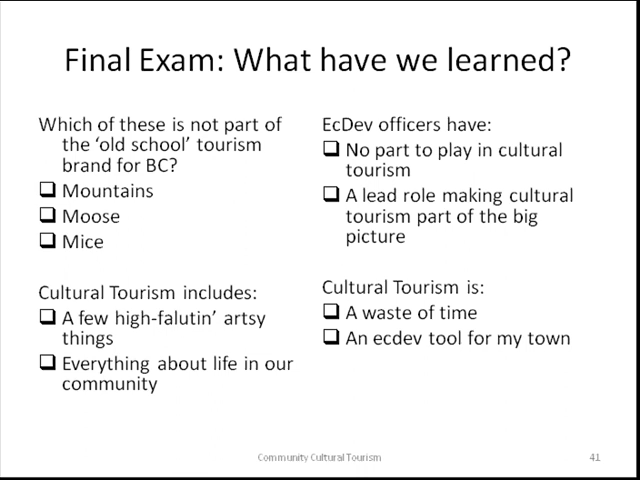 Final Exam: What have we learned?
Which of these is not part of
the ‘old school’ tourism
brand for BC?
❑ Mountains
❑ Moose
❑ Mice
Cultural Tourism includes:
❑ A few high-falutin’ artsy
things
❑ Everything about life in our
community
EcDev officers have:
❑ No part to play in cultural
tourism
❑ A lead role making cultural
tourism part of the big
picture
Cultural Tourism is:
❑ A waste of time
❑ An ecdev tool for my town
Community Cultural Tourism
41